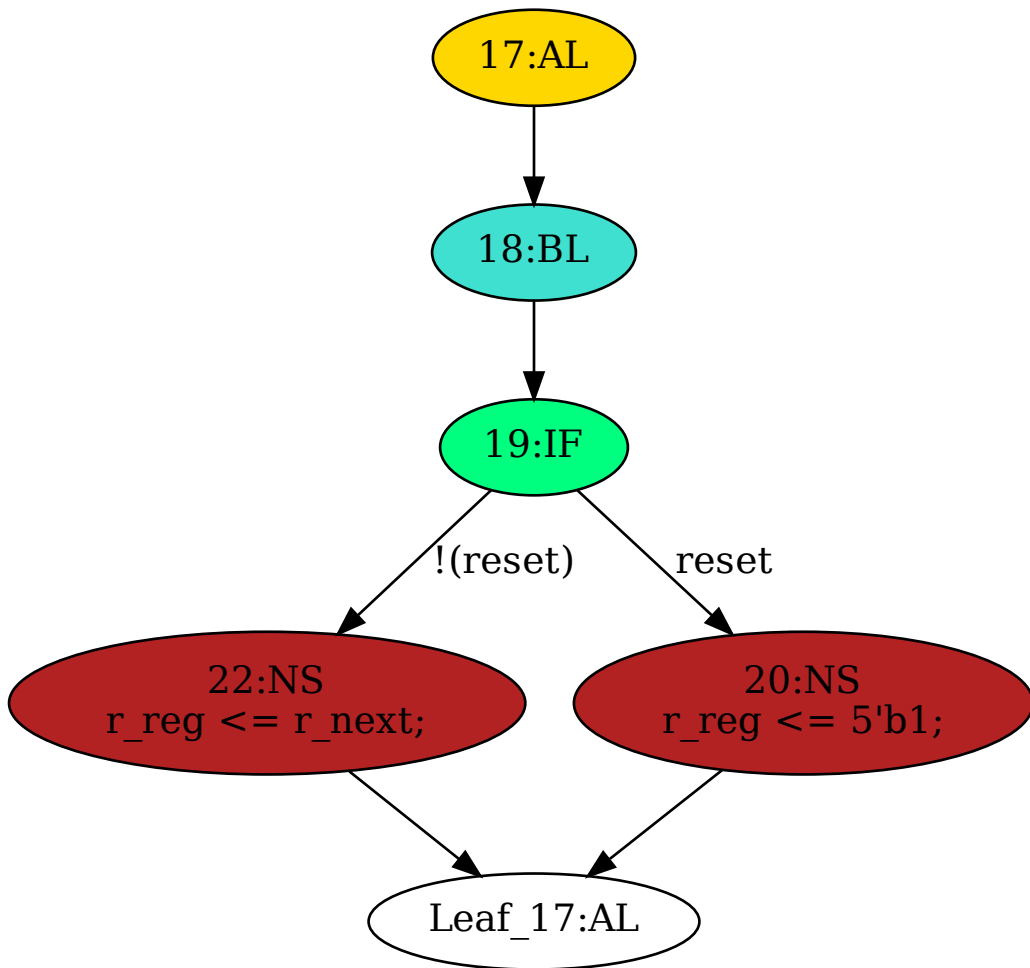 17:AL
18:BL
19:IF
!(reset)
reset
22:NS
r_reg <= r_next;
20:NS
r_reg <= 5'b1;
Leaf_17:AL